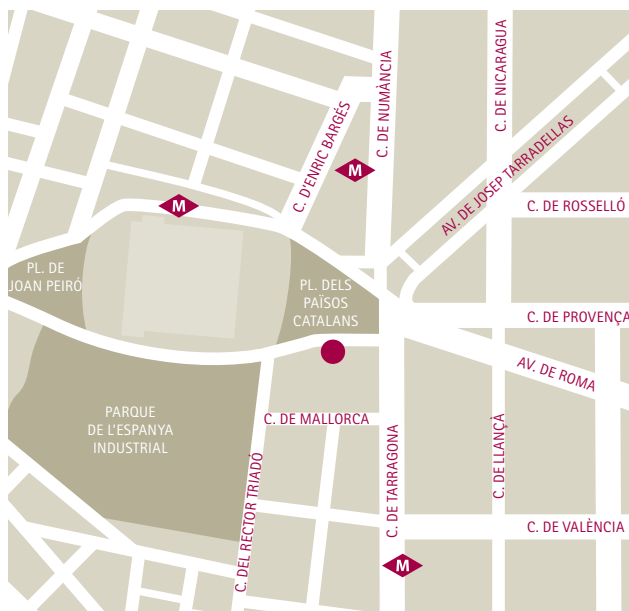 C. DE NUMÀNCIA
C. DE NICARAGUA
C. D'ENRIC BARGÉS
AV. DE JOSEP TARRADELLAS
M
M
C. DE ROSSELLÓ
PL. DE
JOAN PEIRÓ
PL. DELS
PAÏSOS
CATALANS
C. DE PROVENÇA
AV. DE ROMA
PARQUE
DE L'ESPANYA
INDUSTRIAL
C. DE MALLORCA
C. DEL RECTOR TRIADÓ
C. DE TARRAGONA
C. DE LLANÇÀ
C. DE VALÈNCIA
M